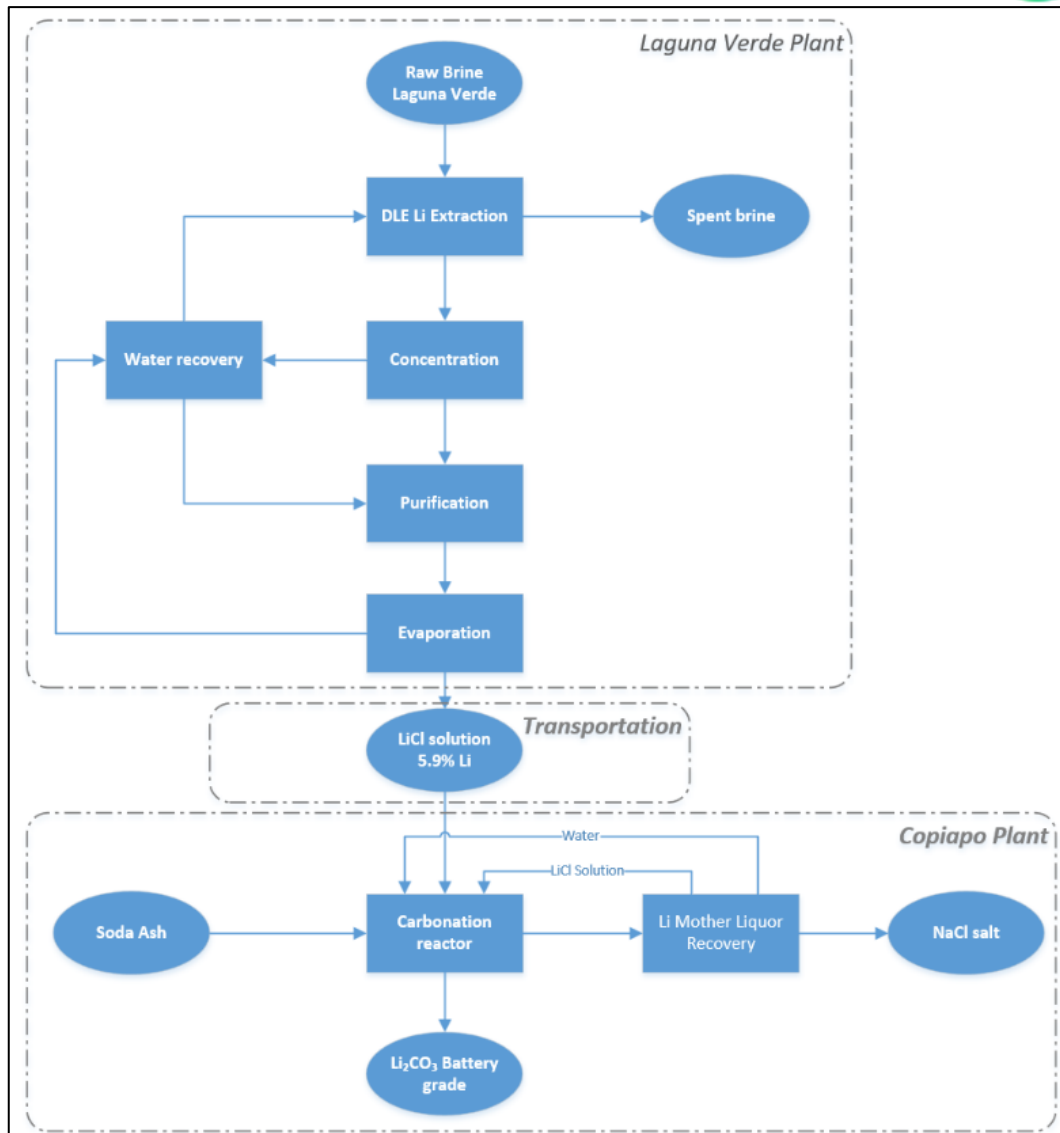 Laguna Verde Plant
Raw Brine
Laguna Verde
DLE Li Extraction
Spent brine
Water recovery
Concentration
Purification
Evaporation
Transportation
LiCl solution
5.9% Li
Copiapo Plant
Water
LiCl Solution
Soda Ash
Carbonation
reactor
Li Mother Liquor
Recovery
NaCl salt
Li₂CO₃ Battery
grade